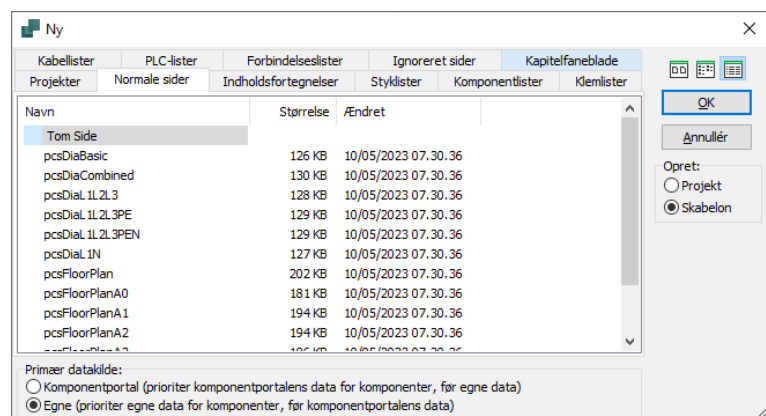 Ny
Kabellister PLC-lister Forbindelseslister Ignoreret sider Kapitelfaneblade
Projekter Normale sider Indholdsfortegnelser Styklister Komponentlister Klemlister
Navn Størrelse Ændret
Tom Side
pcsDiaBasic 126 KB 10/05/2023 07.30.36
pcsDiaCombined 130 KB 10/05/2023 07.30.36
pcsDiaL1L2L3 128 KB 10/05/2023 07.30.36
pcsDiaL1L2L3PE 129 KB 10/05/2023 07.30.36
pcsDiaL1L2L3PEN 129 KB 10/05/2023 07.30.36
pcsDiaL1N 127 KB 10/05/2023 07.30.36
pcsFloorPlan 202 KB 10/05/2023 07.30.36
pcsFloorPlanA0 181 KB 10/05/2023 07.30.36
pcsFloorPlanA1 194 KB 10/05/2023 07.30.36
pcsFloorPlanA2 194 KB 10/05/2023 07.30.36
OK
Annullér
Opret:
Projekt
Skabelon
Primær datakilde:
Komponentportal (prioriter komponentportalens data for komponenter, før egne data)
Egne (prioriter egne data for komponenter, før komponentportalens data)